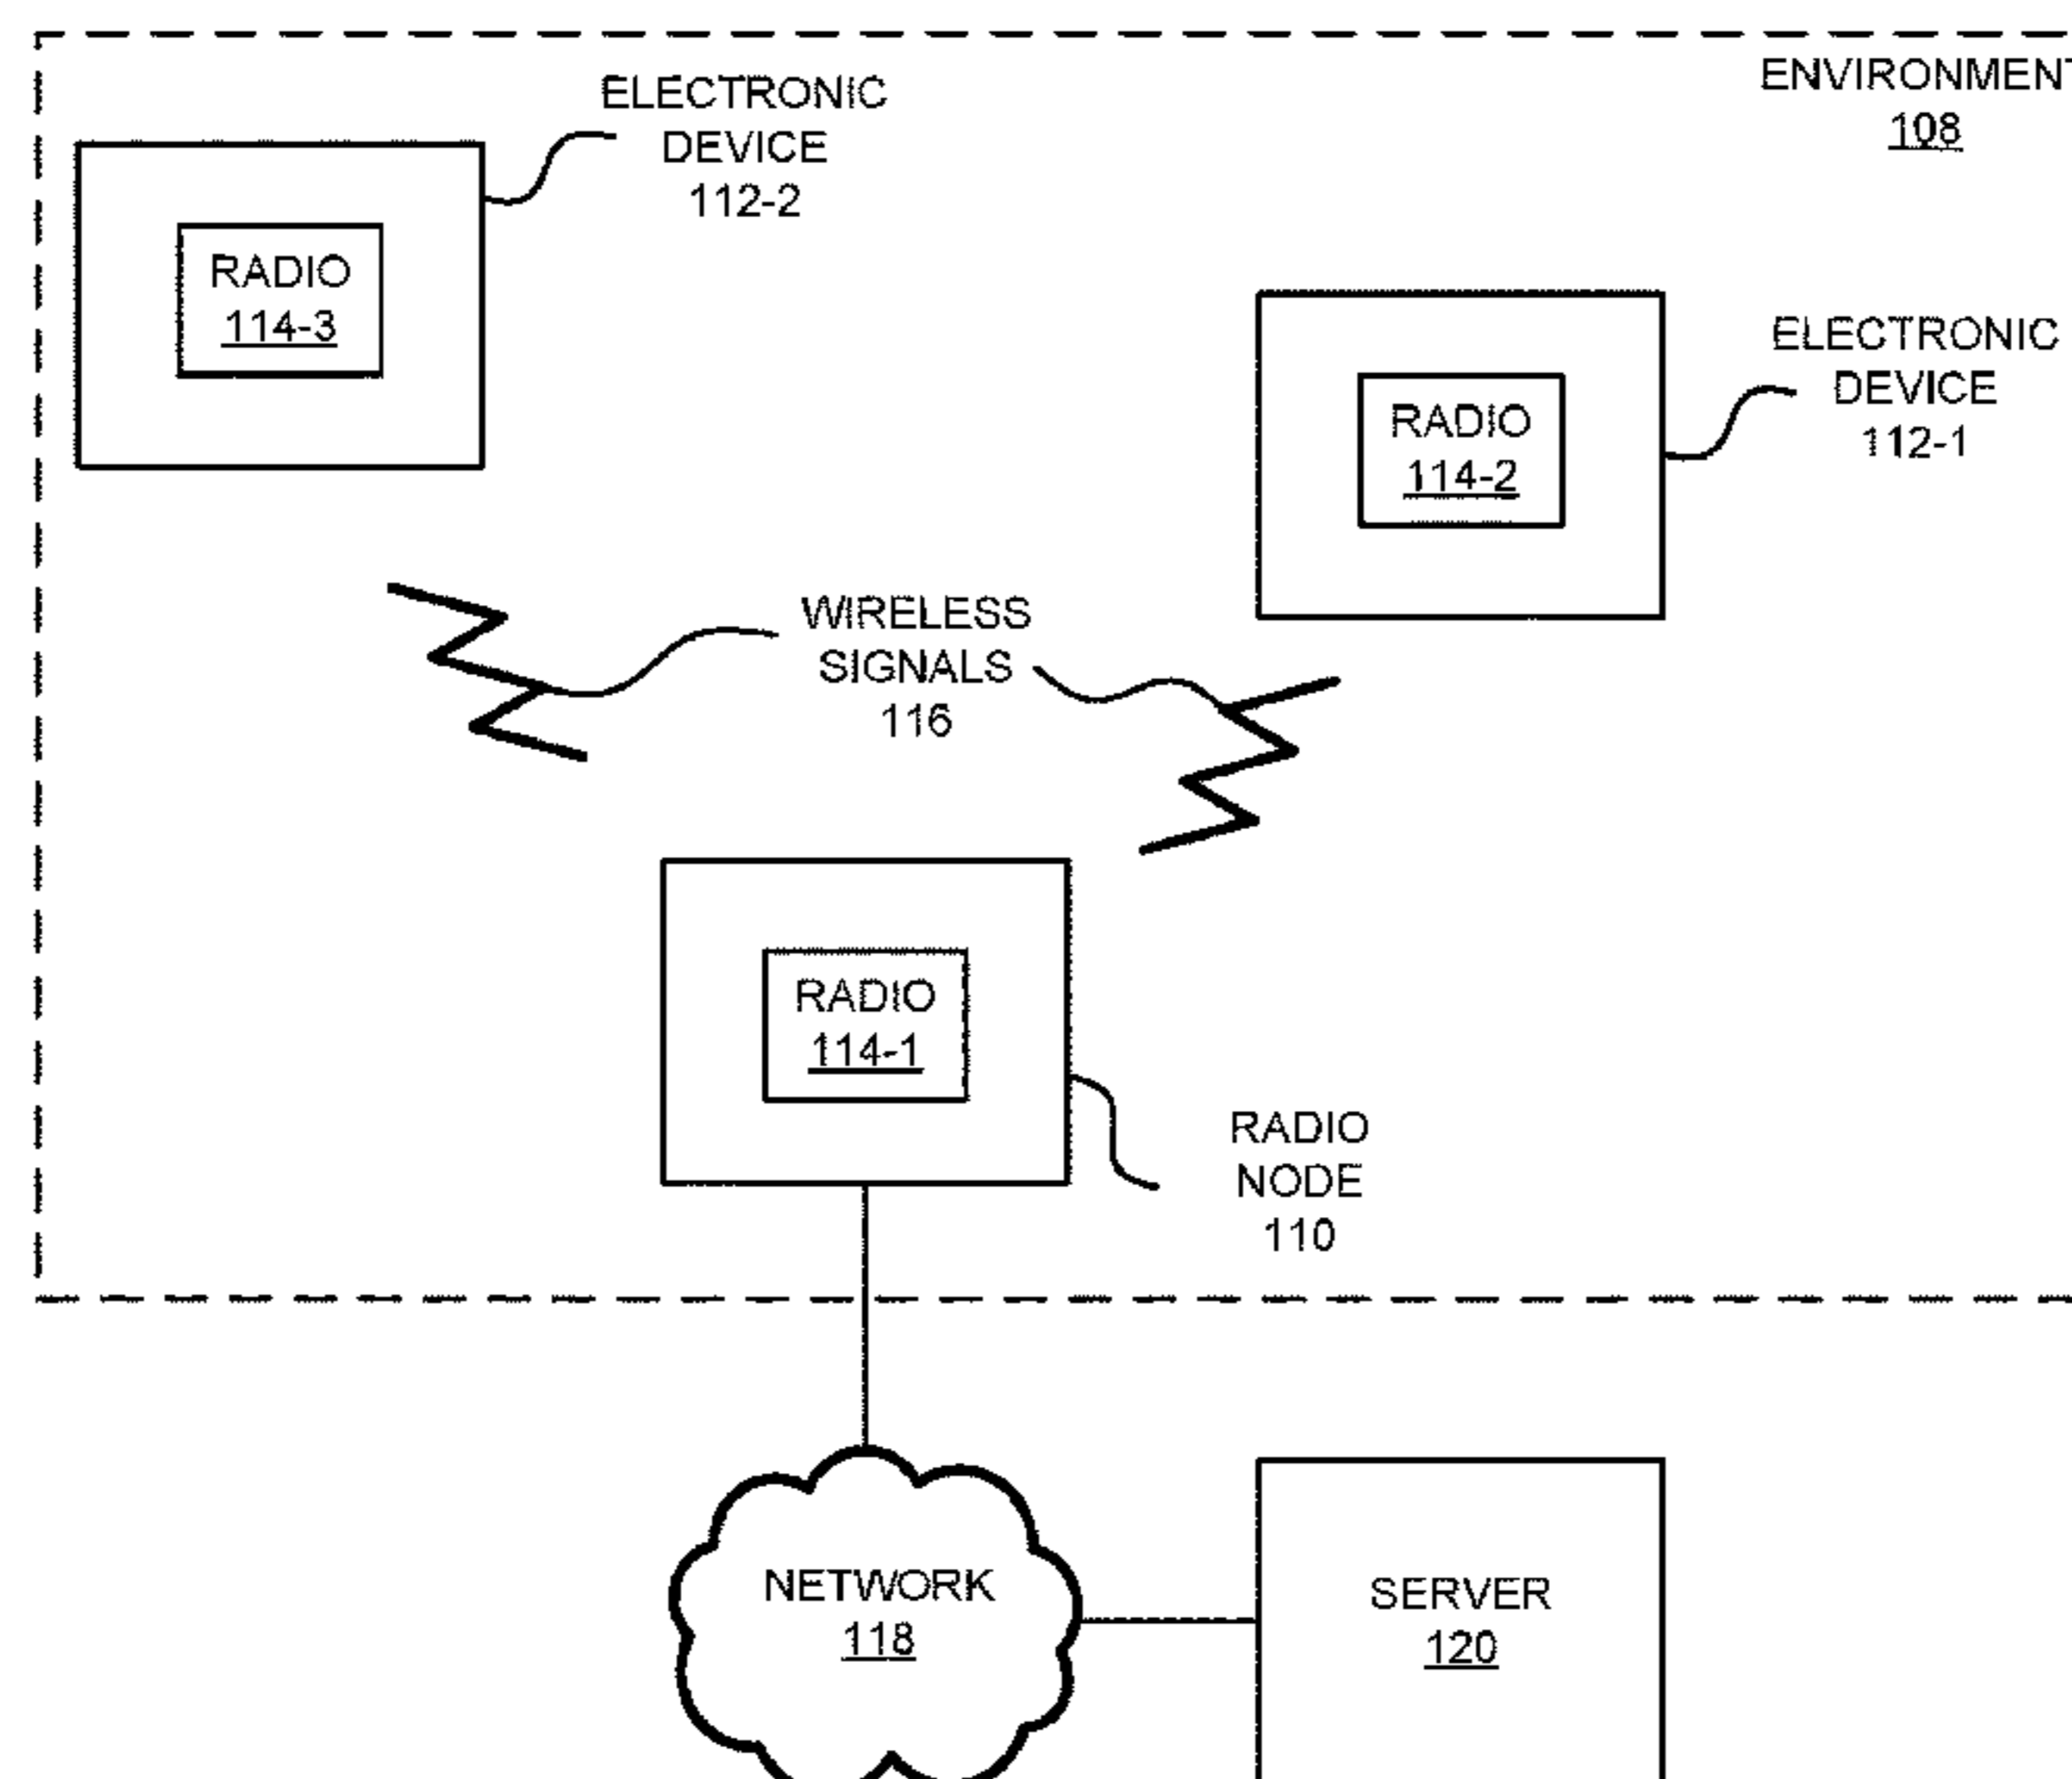 ENVIRONMENT
108
ELECTRONIC
DEVICE
112-2
RADIO
114-3
ELECTRONIC
DEVICE
112-1
RADIO
114-2
WIRELESS
SIGNALS
116
RADIO
114-1
RADIO
NODE
110
NETWORK
118
SERVER
120